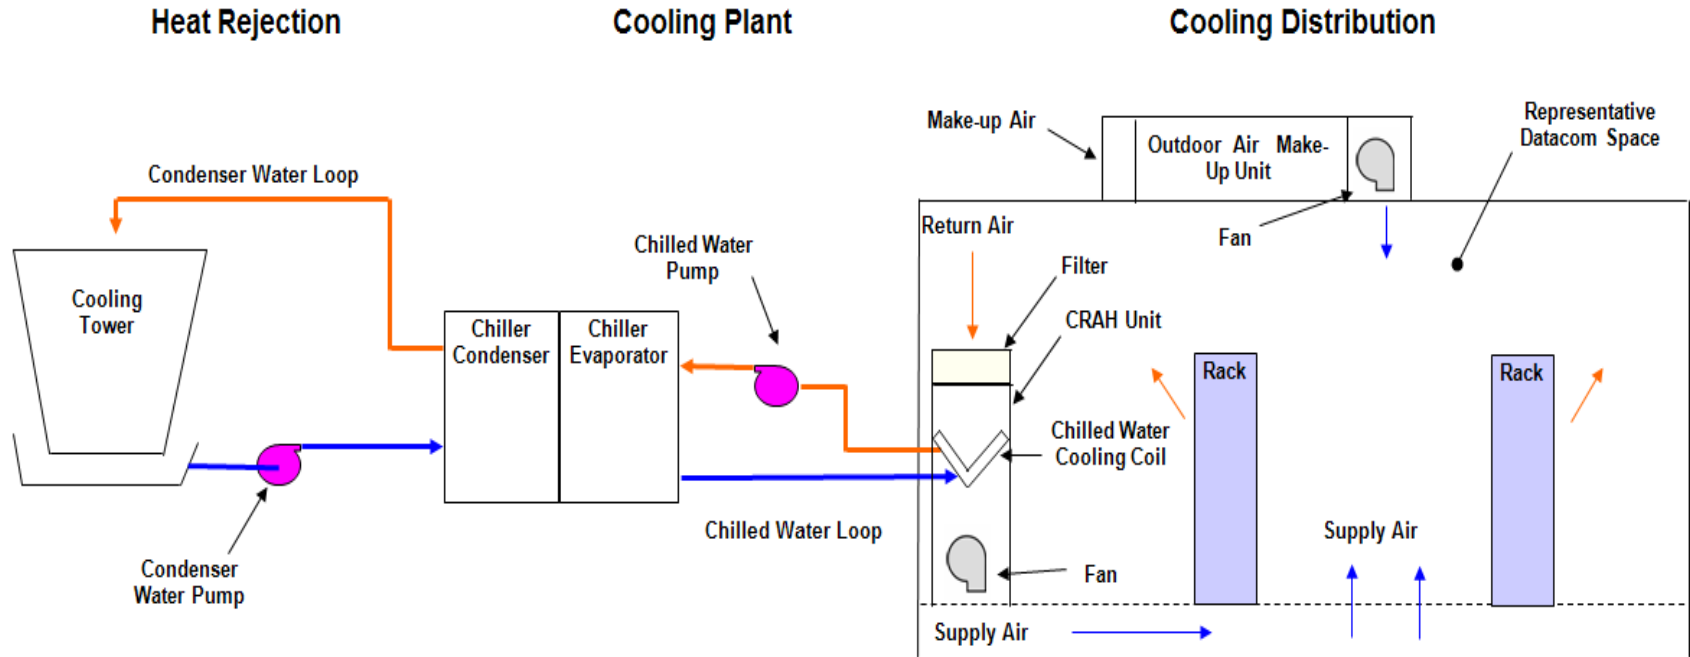 Heat Rejection
Cooling Plant
Cooling Distribution
Make-up Air
Outdoor Air Make-
Up Unit
Representative
Datacom Space
Condenser Water Loop
Return Air
Fan
Chilled Water
Pump
Filter
Cooling
Tower
Chiller
Condenser
Chiller
Evaporator
CRAH Unit
Rack
Rack
Chilled Water
Cooling Coil
Chilled Water Loop
Supply Air
Condenser
Water Pump
Fan
Supply Air